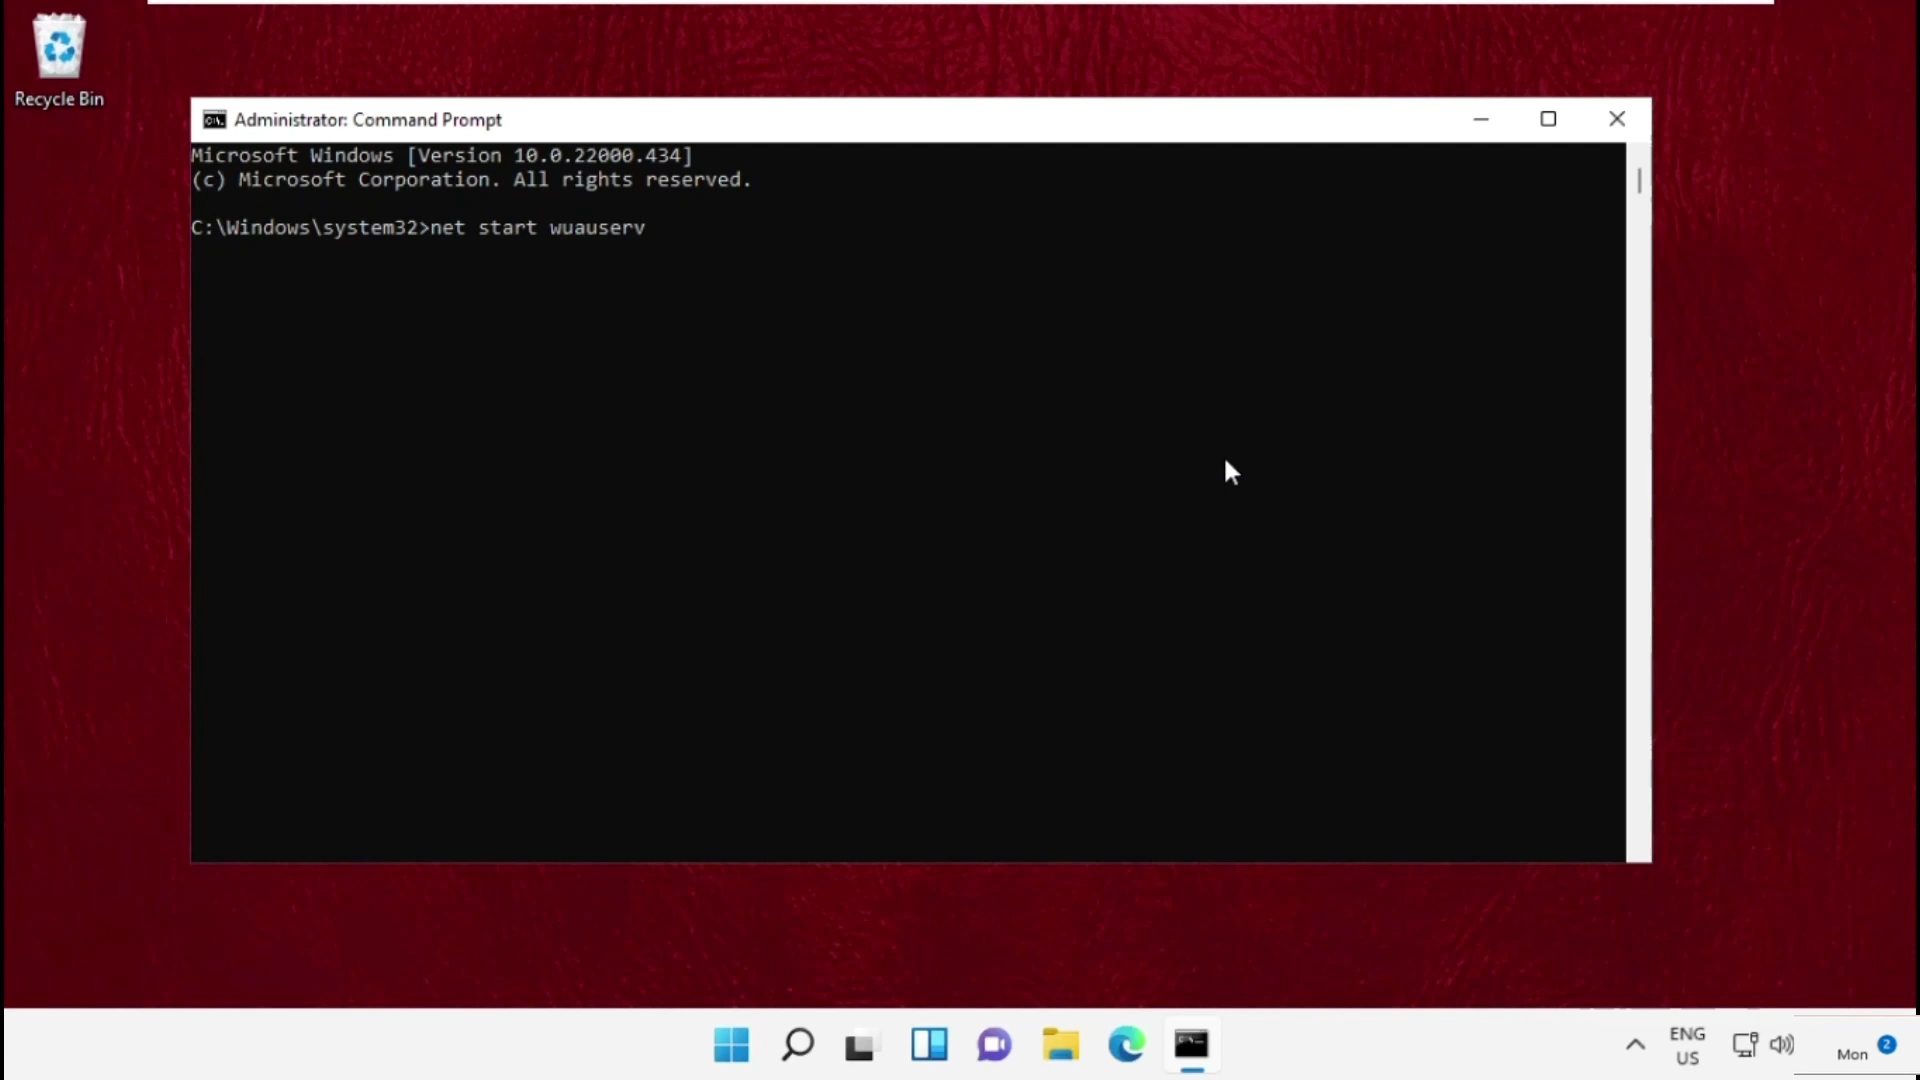 Recycle Bin
Administrator: Command Prompt
Microsoft Windows [Version 10.0.22000.434]
(c) Microsoft Corporation. All rights reserved.
C:\Windows\system32>net start wuauserv
ENG
US
Mon
2